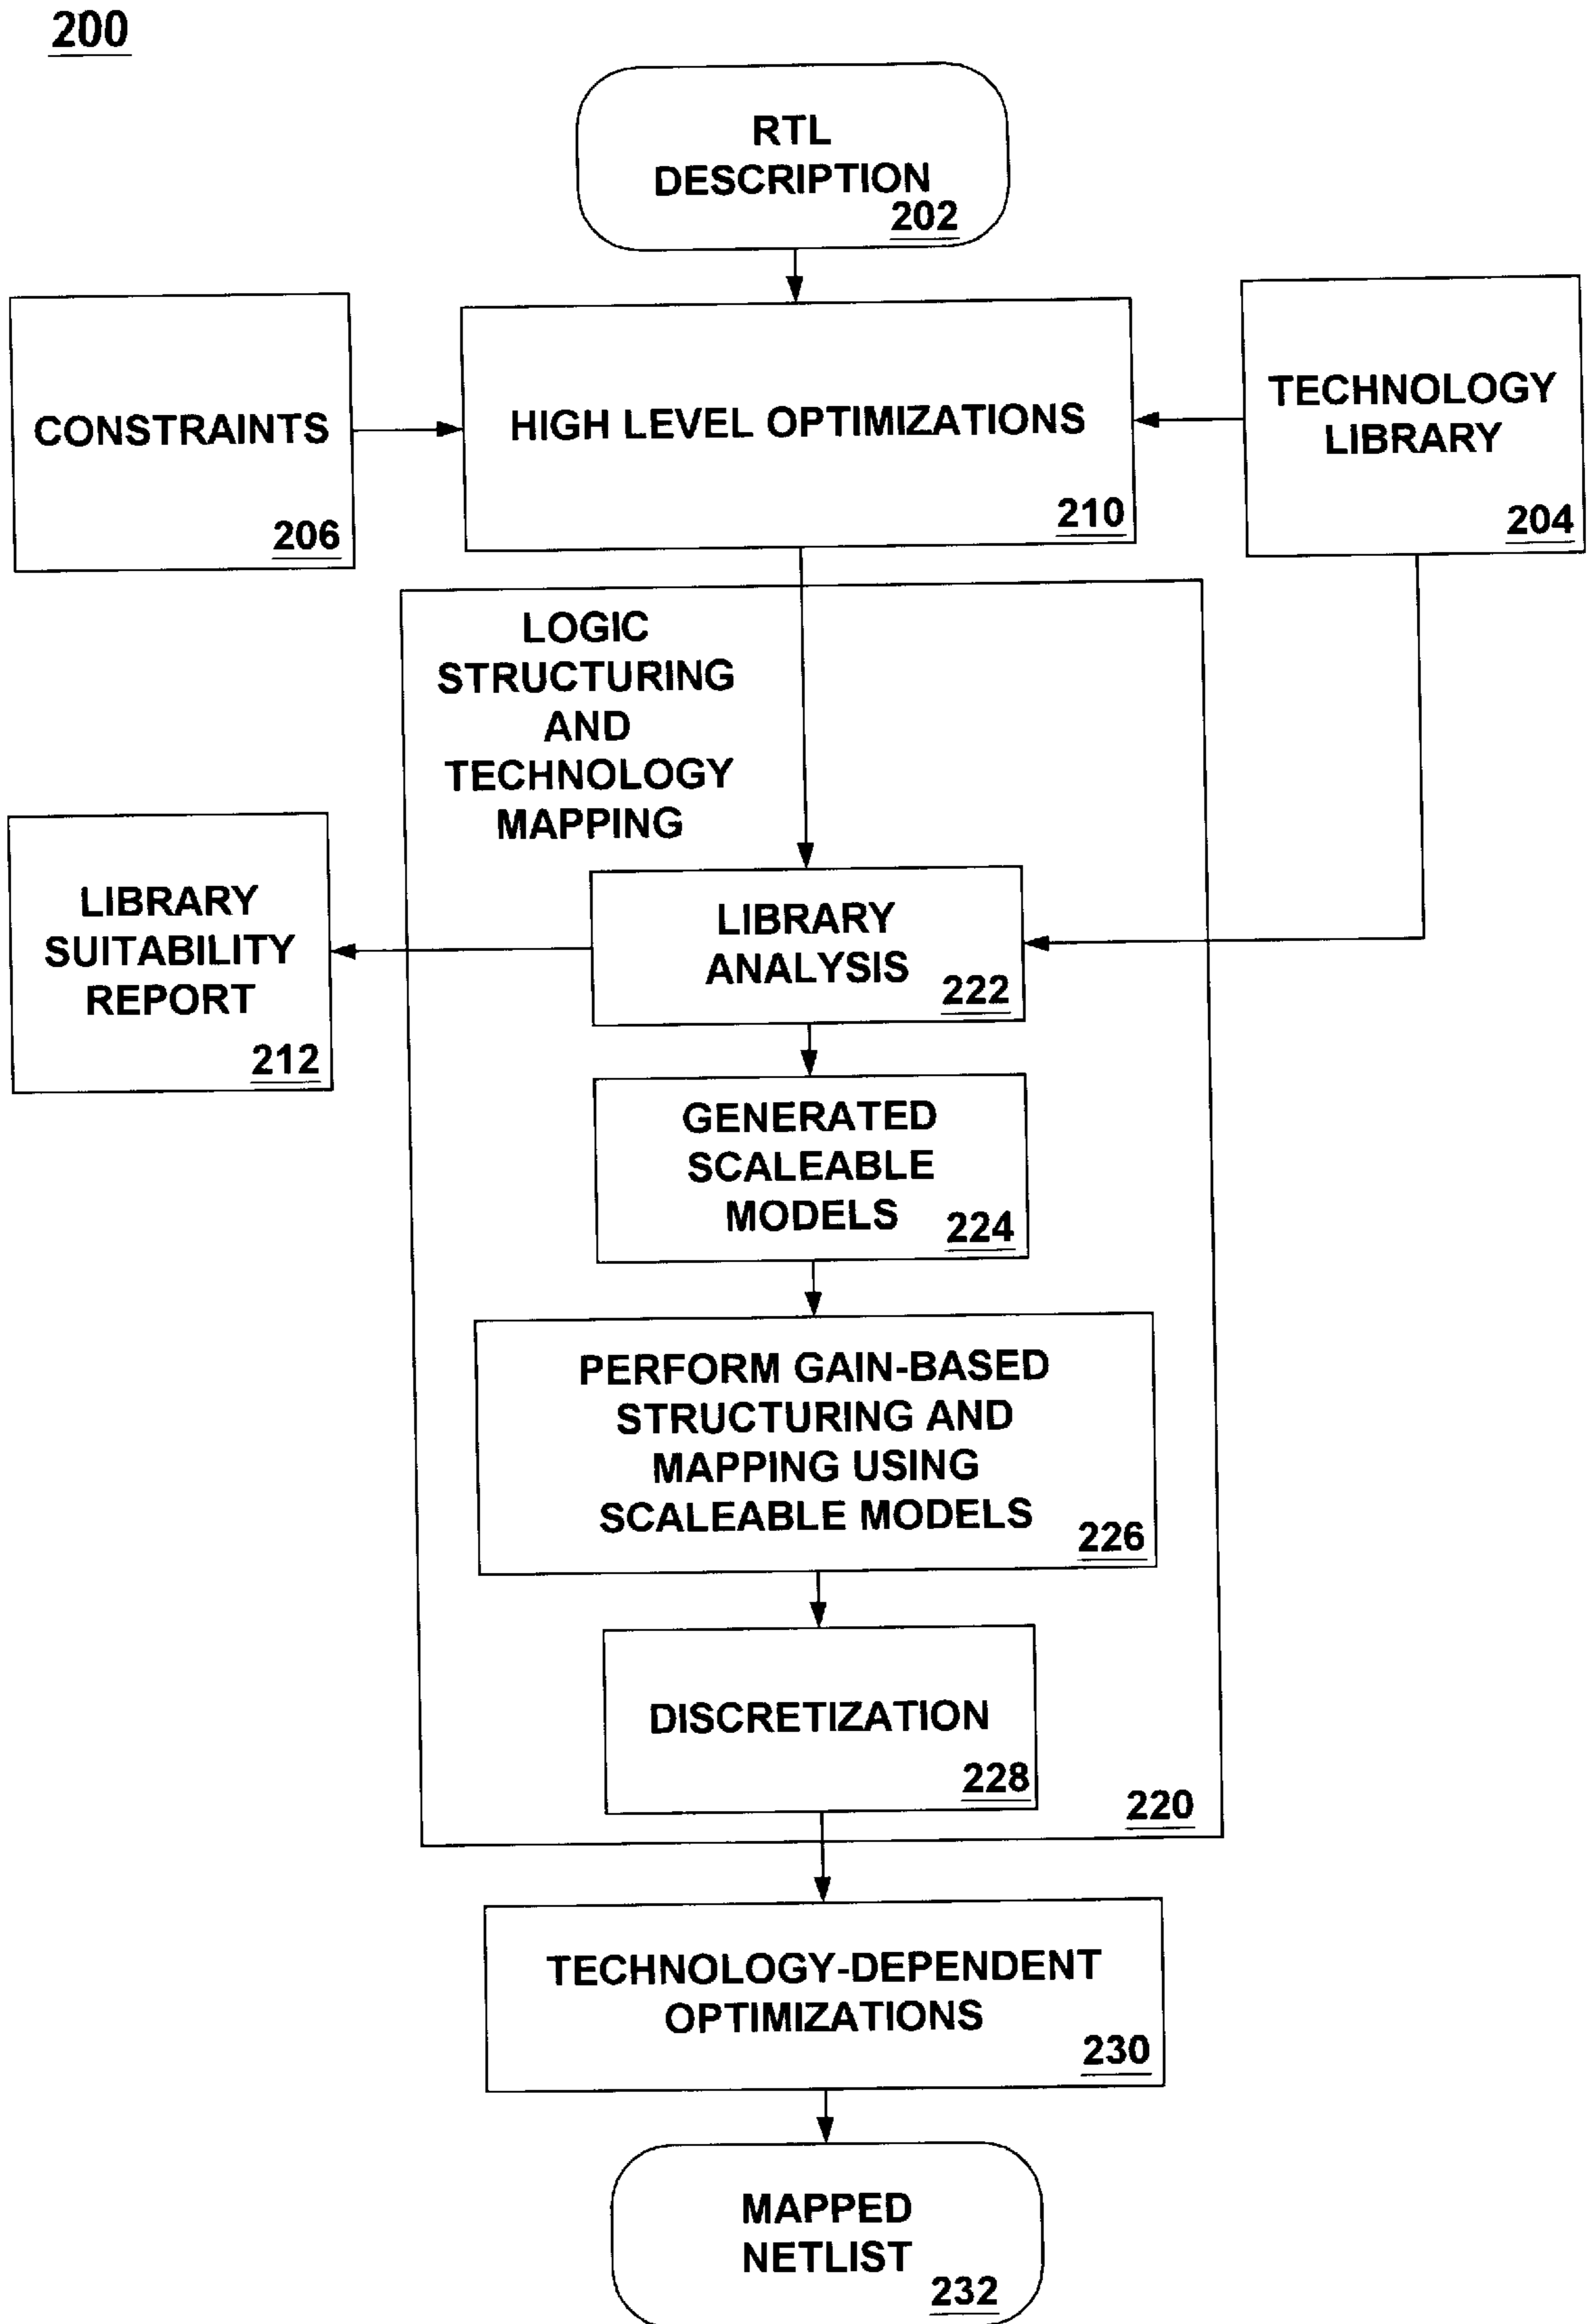 200
RTL
DESCRIPTION
202
CONSTRAINTS
206
HIGH LEVEL OPTIMIZATIONS
210
TECHNOLOGY
LIBRARY
204
LOGIC
STRUCTURING
AND
TECHNOLOGY
MAPPING
LIBRARY
SUITABILITY
REPORT
212
LIBRARY
ANALYSIS
222
GENERATED
SCALEABLE
MODELS
224
PERFORM GAIN-BASED
STRUCTURING AND
MAPPING USING
SCALEABLE MODELS
226
DISCRETIZATION
228
220
TECHNOLOGY-DEPENDENT
OPTIMIZATIONS
230
MAPPED
NETLIST
232